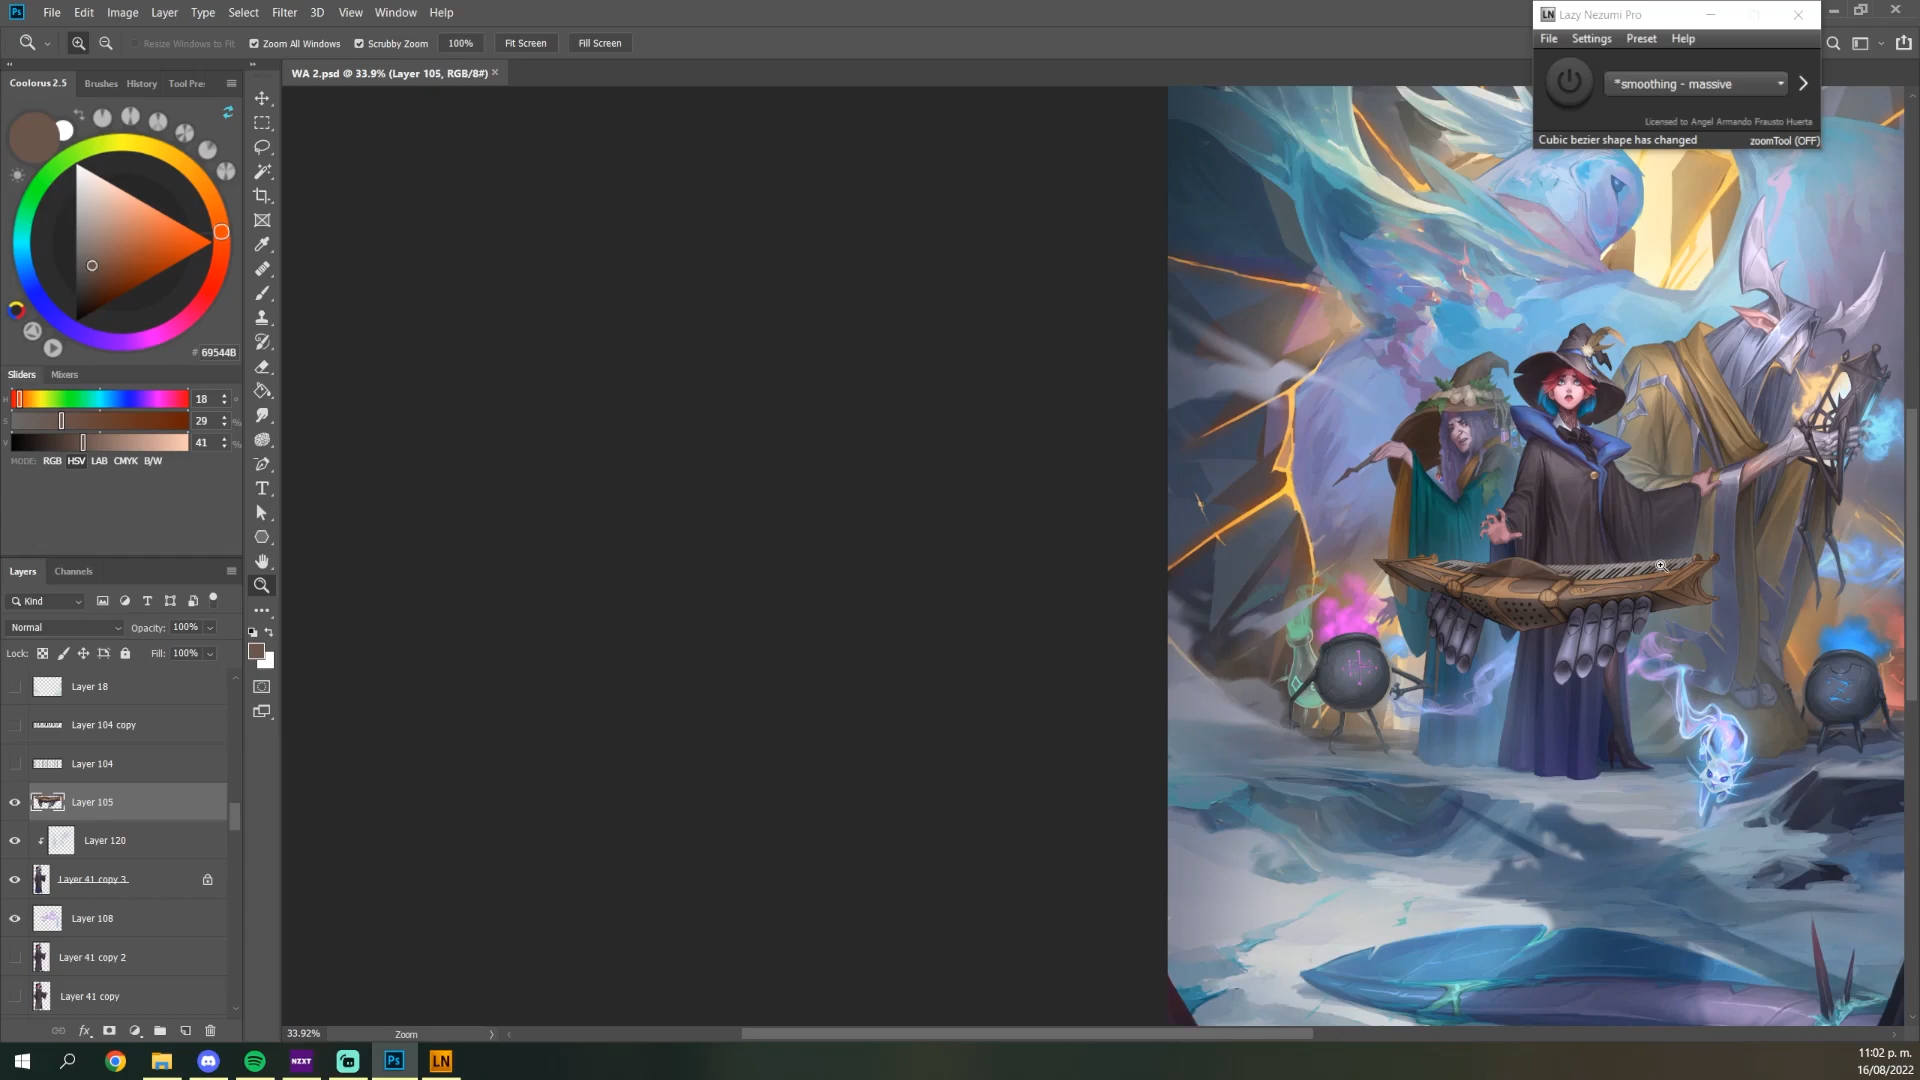 Ps File Edit Image Layer Type Select Filter 3D View Window Help
LN Lazy Nezumi Pro
File Settings Preset Help
*smoothing - massive
Licensed to Angel Armando Frausto Huerta
Cubic bezier shape has changed zoomTool (OFF)
Resize Windows to Fit Zoom All Windows Scrubby Zoom 100% Fit Screen Fill Screen
WA 2.psd @ 33.9% (Layer 105, RGB/8#) ×
Coolorus 2.5 Brushes History Tool Pre:
# 69544B
Sliders Mixers
H 18 °
S 29 %
V 41 %
MODE: RGB HSV LAB CMYK B/W
Layers Channels
Kind
Normal Opacity: 100%
Lock: Fill: 100%
Layer 18
Layer 104 copy
Layer 104
Layer 105
Layer 120
Layer 41 copy 3
Layer 108
Layer 41 copy 2
Layer 41 copy
fx
33.92% Zoom
NZXT Ps LN
11:02 p. m.
16/08/2022